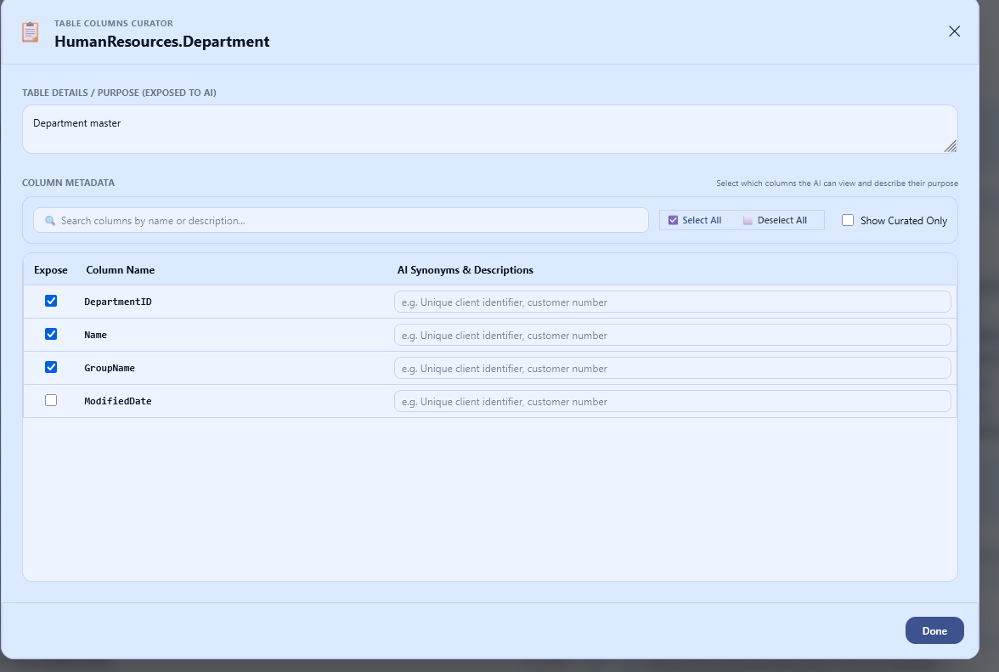 TABLE COLUMNS CURATOR
HumanResources.Department
TABLE DETAILS / PURPOSE (EXPOSED TO AI)
Department master
COLUMN METADATA
Select which columns the AI can view and describe their purpose
Search columns by name or description...
Select All
Deselect All
Show Curated Only
Expose Column Name AI Synonyms & Descriptions
DepartmentID e.g. Unique client identifier, customer number
Name e.g. Unique client identifier, customer number
GroupName e.g. Unique client identifier, customer number
ModifiedDate e.g. Unique client identifier, customer number
Done